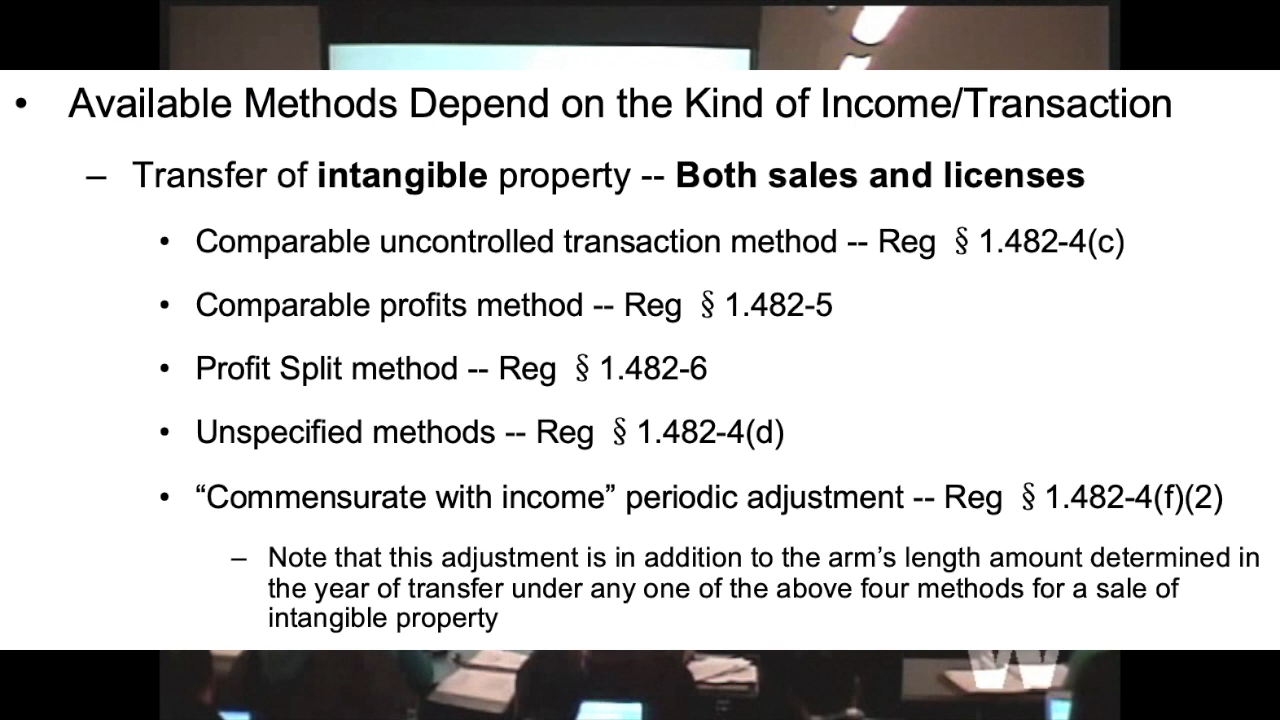 • Available Methods Depend on the Kind of Income/Transaction
– Transfer of intangible property -- Both sales and licenses
• Comparable uncontrolled transaction method -- Reg § 1.482-4(c)
• Comparable profits method -- Reg § 1.482-5
• Profit Split method -- Reg § 1.482-6
• Unspecified methods -- Reg § 1.482-4(d)
• “Commensurate with income” periodic adjustment -- Reg § 1.482-4(f)(2)
– Note that this adjustment is in addition to the arm’s length amount determined in
the year of transfer under any one of the above four methods for a sale of
intangible property
W